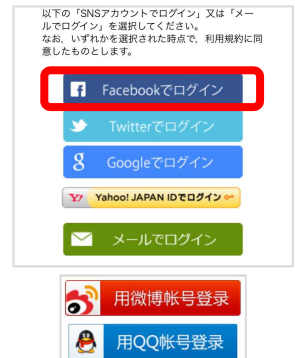 以下の「SNSアカウントでログイン」又は「メー
ルでログイン」を選択してください。
なお、いずれかを選択された時点で、利用規約に同
意したものとします。
f Facebookでログイン
Twitterでログイン
8 Googleでログイン
Y! Yahoo! JAPAN IDでログイン
メールでログイン
用微博帐号登录
用QQ帐号登录